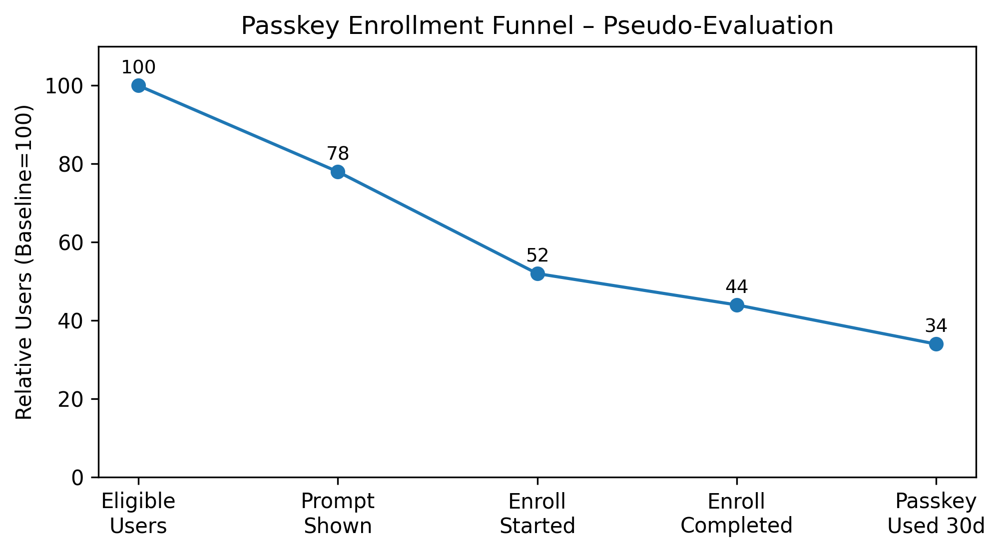 Passkey Enrollment Funnel – Pseudo-Evaluation
Relative Users (Baseline=100)
100
80
60
40
20
0
100
78
52
44
34
Eligible
Users
Prompt
Shown
Enroll
Started
Enroll
Completed
Passkey
Used 30d